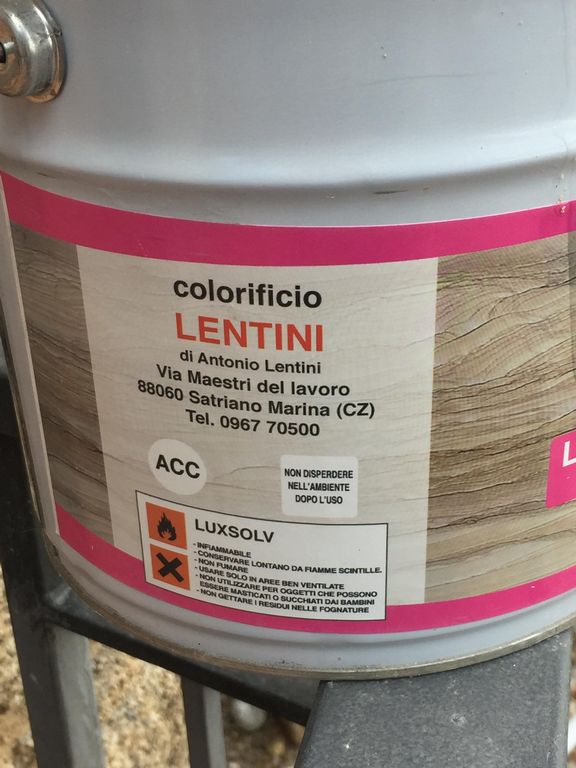 colorificio
LENTINI
di Antonio Lentini
Via Maestri del lavoro
88060 Satriano Marina (CZ)
Tel. 0967 70500
ACC
NON DISPERDERE
NELL'AMBIENTE
DOPO L'USO
LUXSOLV
- INFIAMMABILE
- CONSERVARE LONTANO DA FIAMME SCINTILLE.
- NON FUMARE
- USARE SOLO IN AREE BEN VENTILATE
- NON UTILIZZARE PER OGGETTI CHE POSSONO
ESSERE MASTICATI O SUCCHIATI DAI BAMBINI
- NON GETTARE I RESIDUI NELLE FOGNATURE
L